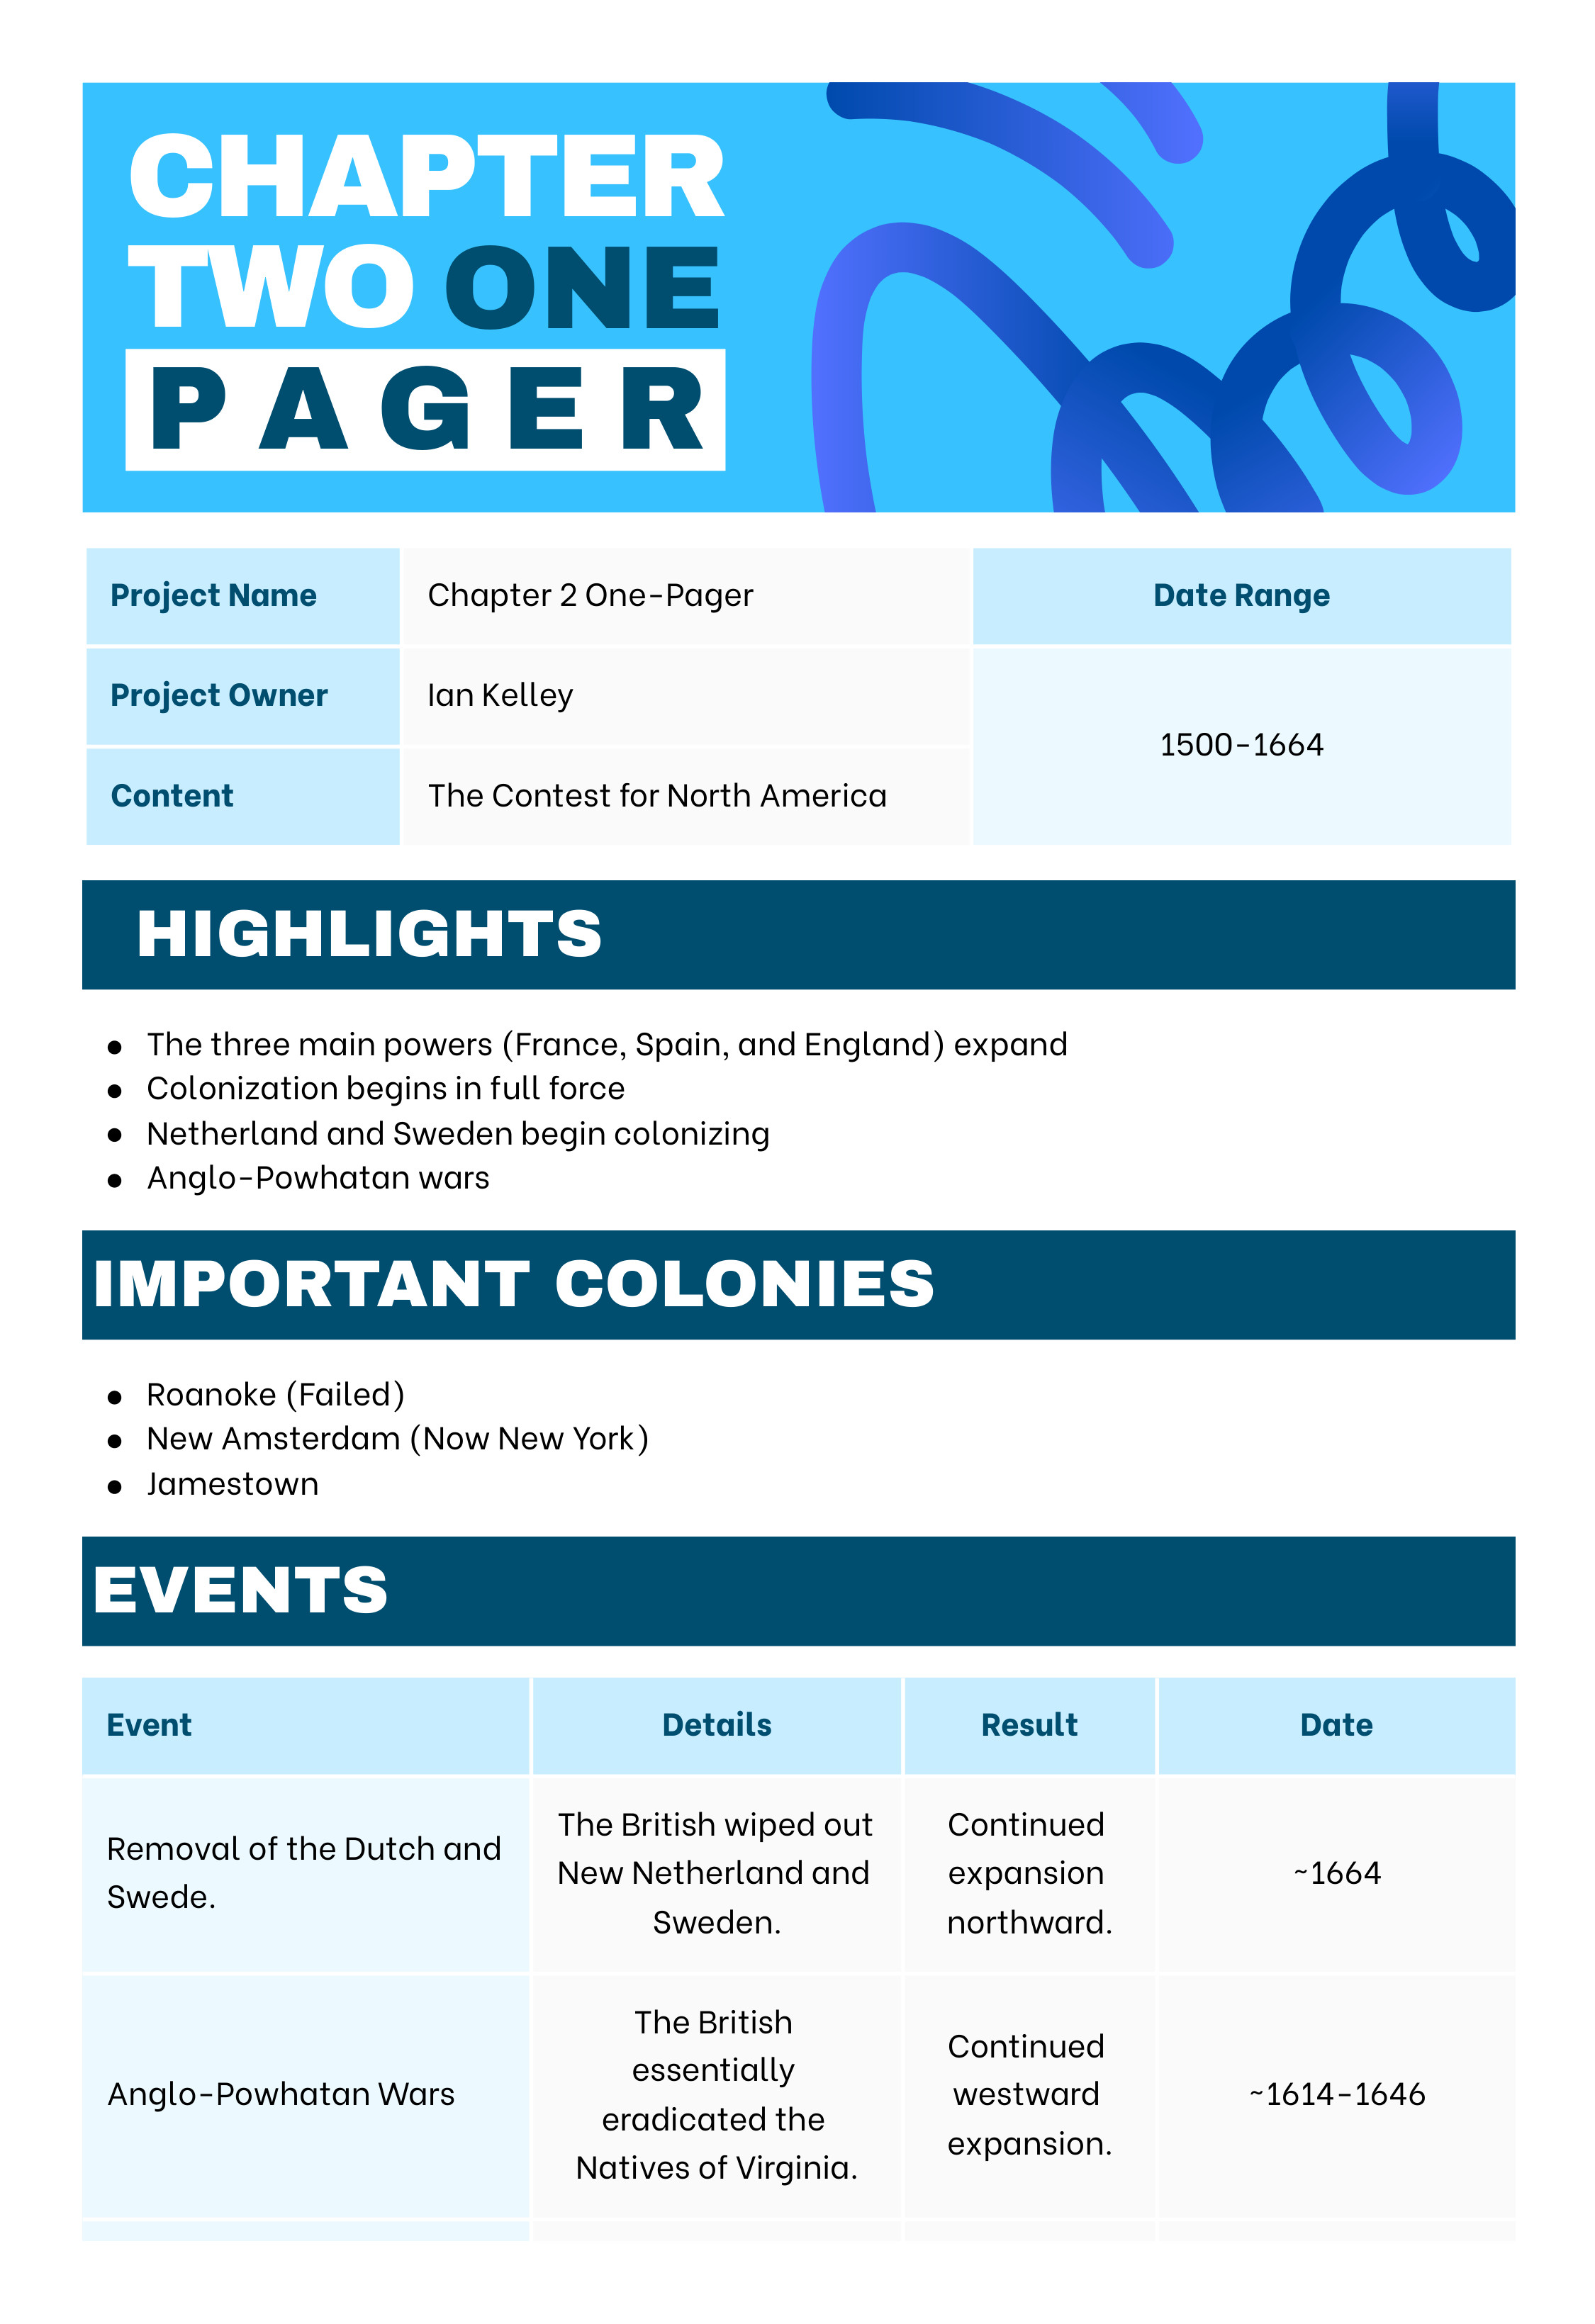 CHAPTER
TWO ONE
PAGER
Project Name
Chapter 2 One-Pager
Date Range
Project Owner
Ian Kelley
1500-1664
Content
The Contest for North America
HIGHLIGHTS
● The three main powers (France, Spain, and England) expand
● Colonization begins in full force
● Netherland and Sweden begin colonizing
● Anglo-Powhatan wars
IMPORTANT COLONIES
● Roanoke (Failed)
● New Amsterdam (Now New York)
● Jamestown
EVENTS
Event
Details
Result
Date
Removal of the Dutch and
Swede.
The British wiped out
New Netherland and
Sweden.
Continued
expansion
northward.
~1664
Anglo-Powhatan Wars
The British
essentially
eradicated the
Natives of Virginia.
Continued
westward
expansion.
~1614-1646